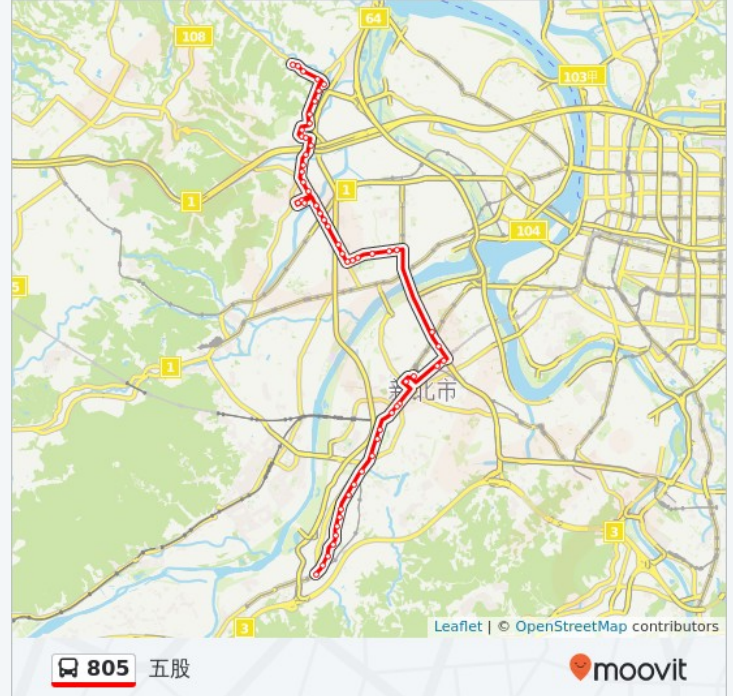 64
108
103甲
1
1
104
5
1
新北市
3
3
Leaflet | © OpenStreetMap contributors
805 五股
moovit